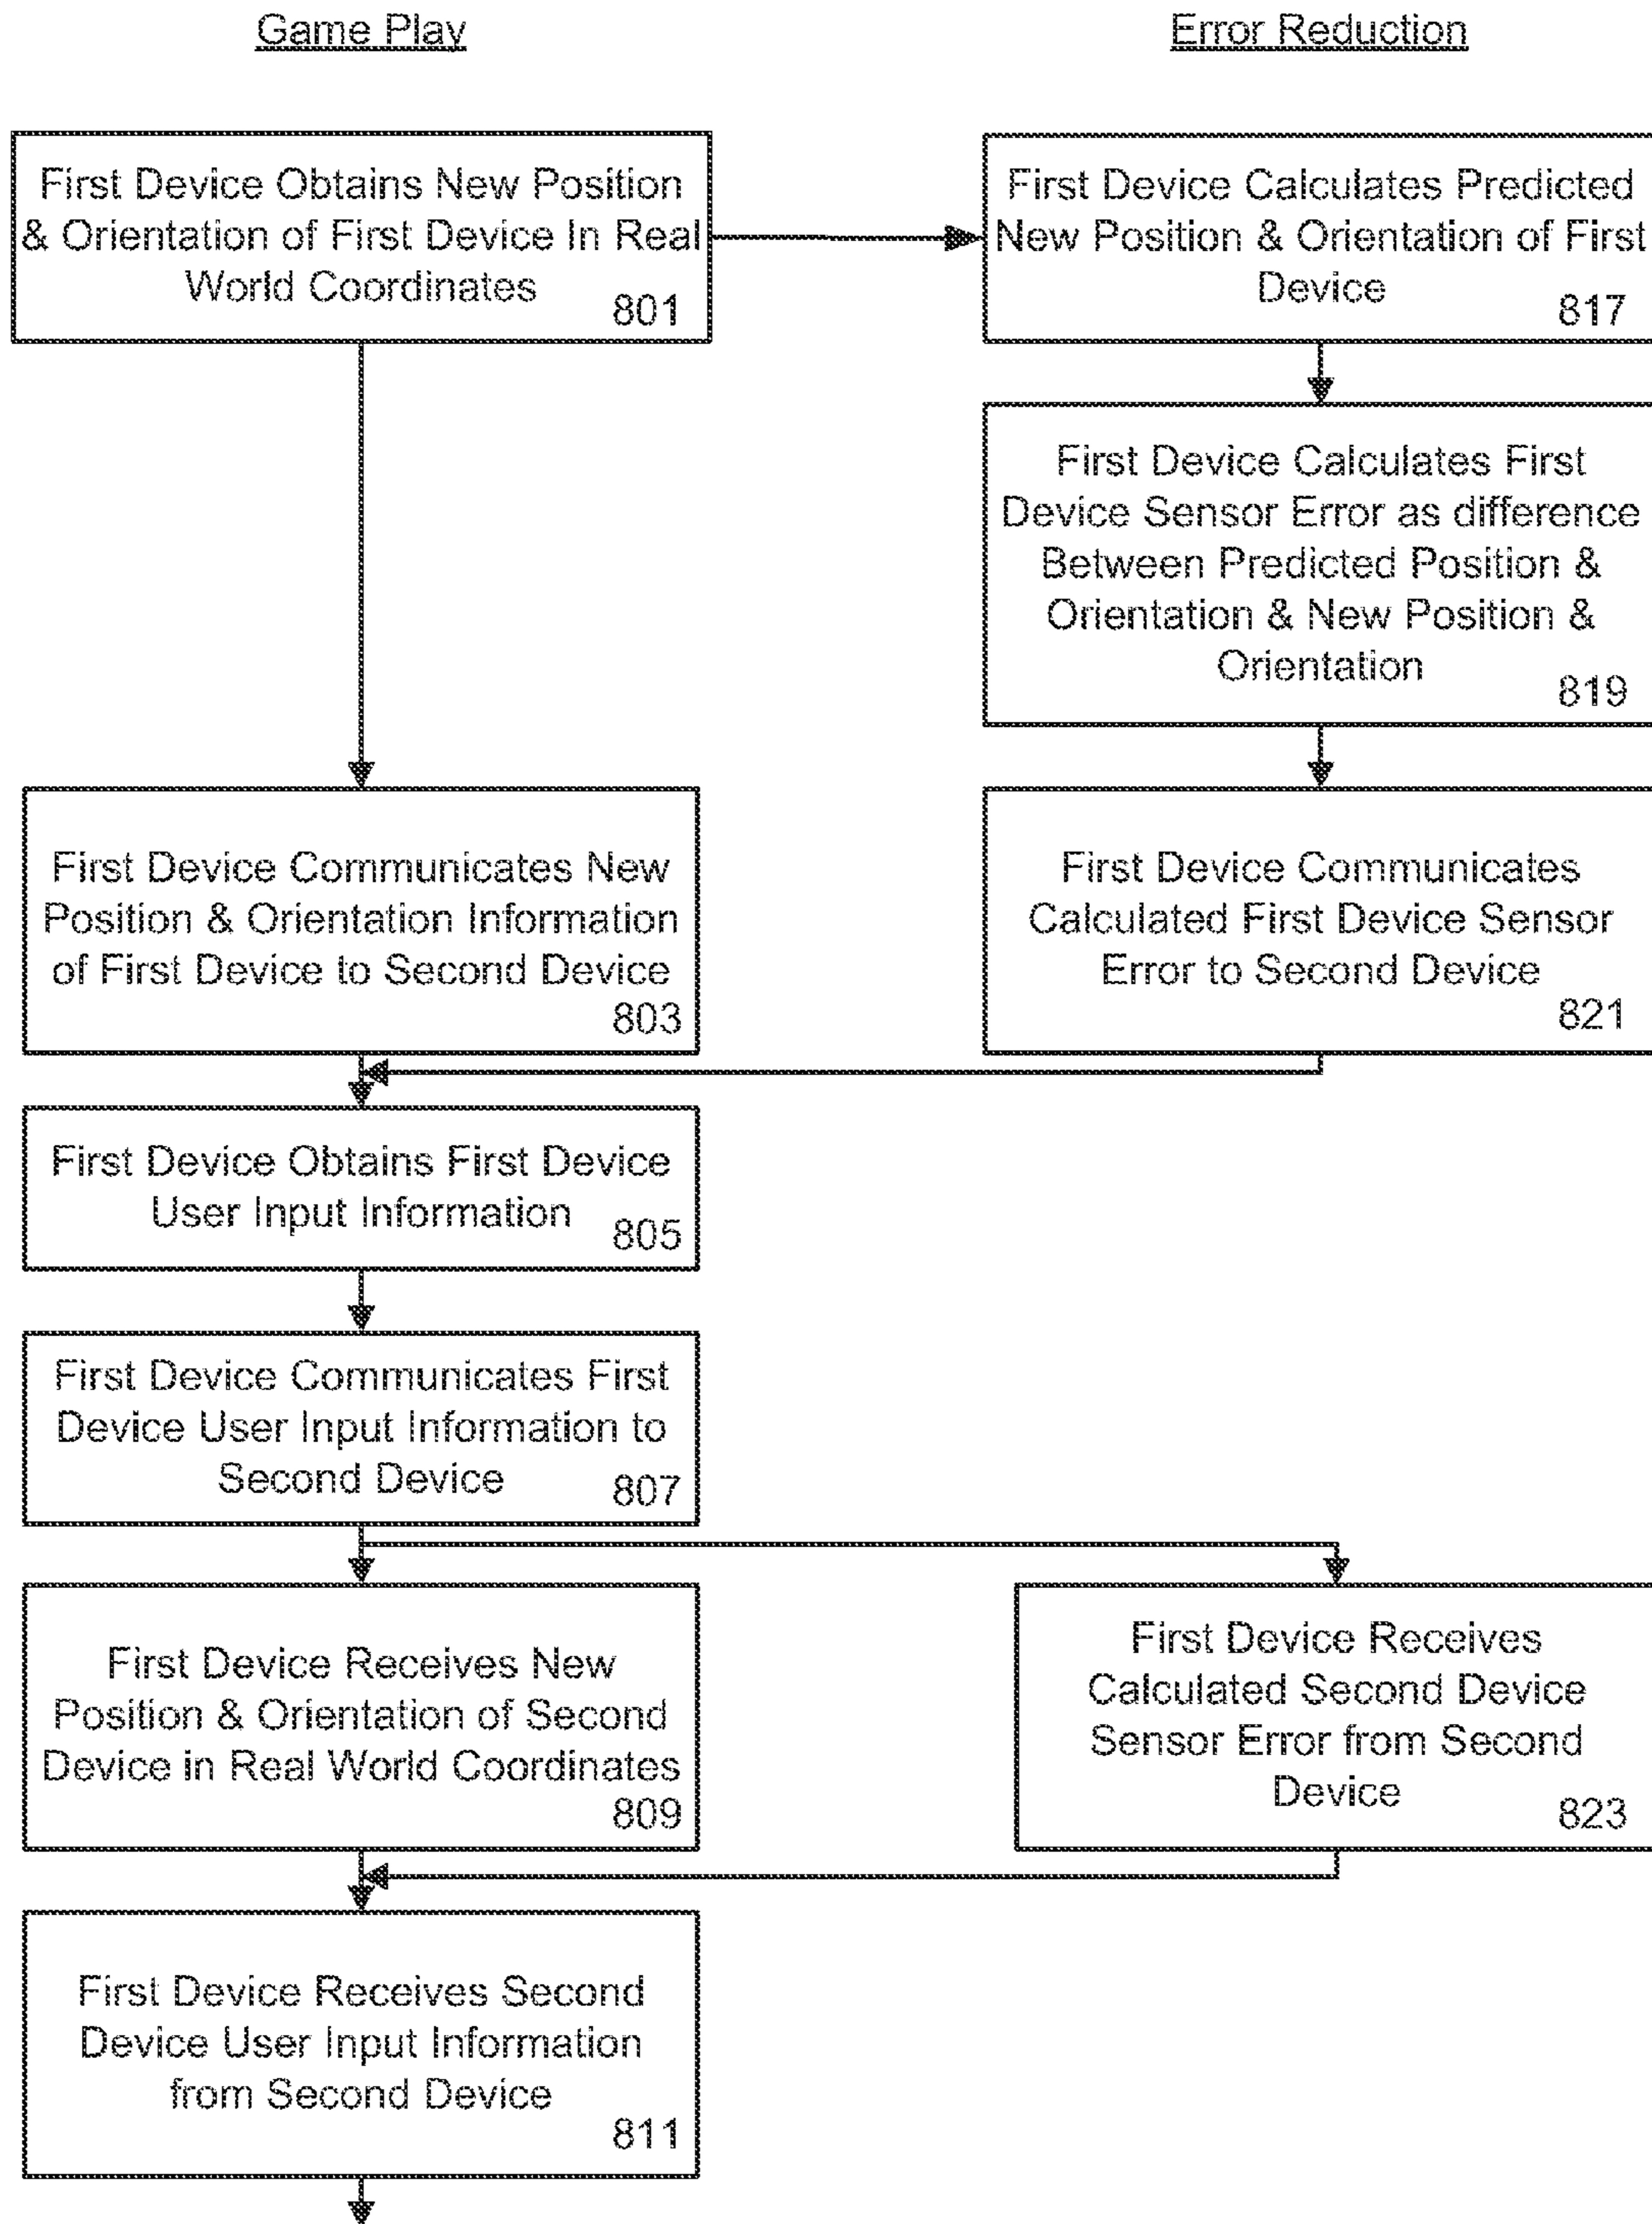 Game Play
Error Reduction
First Device Obtains New Position
& Orientation of First Device In Real
World Coordinates
801
First Device Calculates Predicted
New Position & Orientation of First
Device
817
First Device Calculates First
Device Sensor Error as difference
Between Predicted Position &
Orientation & New Position &
Orientation
819
First Device Communicates New
Position & Orientation Information
of First Device to Second Device
803
First Device Communicates
Calculated First Device Sensor
Error to Second Device
821
First Device Obtains First Device
User Input Information
805
First Device Communicates First
Device User Input Information to
Second Device
807
First Device Receives New
Position & Orientation of Second
Device in Real World Coordinates
809
First Device Receives
Calculated Second Device
Sensor Error from Second
Device
823
First Device Receives Second
Device User Input Information
from Second Device
811